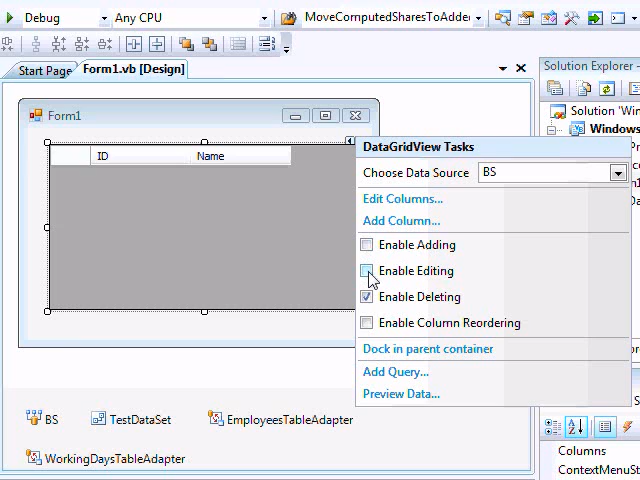 Debug Any CPU MoveComputedSharesToAdde
Start Page Form1.vb [Design] Solution Explorer -
Solution 'Win
Form1 Windows
DataGridView Tasks
ID Name
Choose Data Source BS
Edit Columns...
Add Column...
Enable Adding
Enable Editing
Enable Deleting
Enable Column Reordering
Dock in parent container
Add Query...
Preview Data...
BS TestDataSet EmployeesTableAdapter
WorkingDaysTableAdapter
Columns
ContextMenuSt